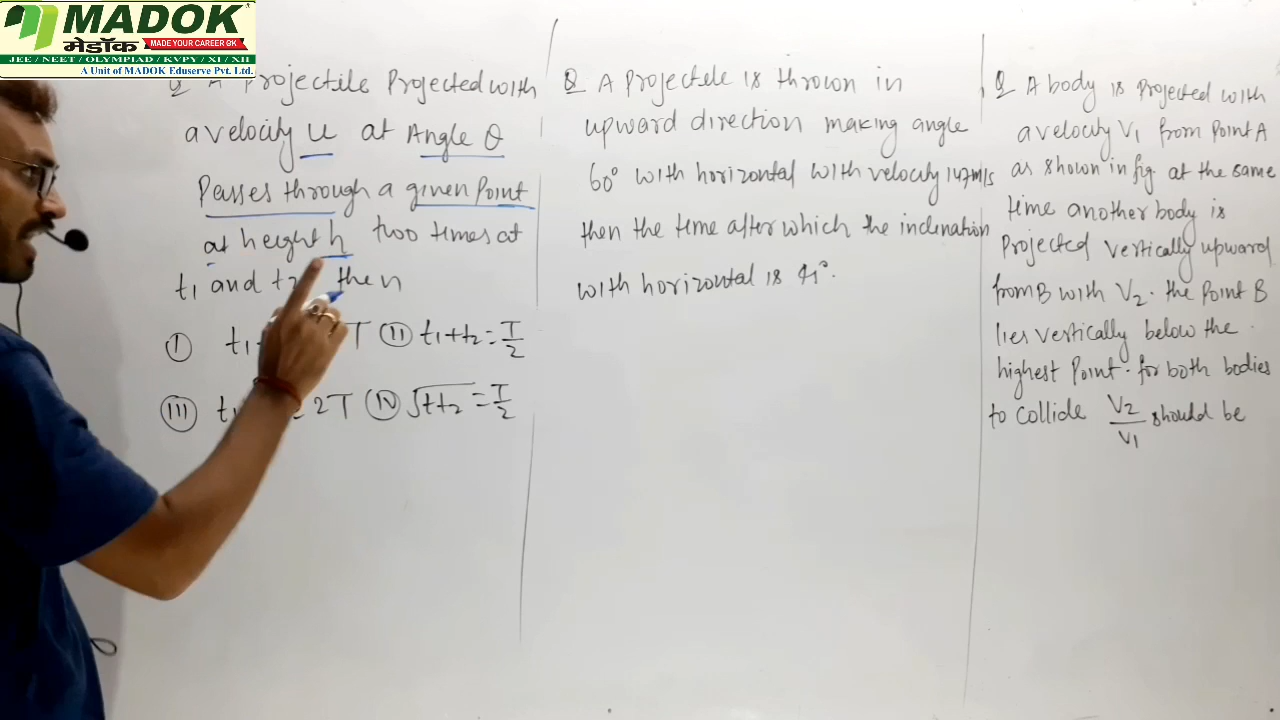 MADOK
मेडॉक MADE YOUR CAREER OK
JEE / NEET / OLYMPIAD / KVPY / XI / XII
A Unit of MADOK Eduserve Pvt. Ltd.
Q A Projectile Projected with
a velocity u at Angle θ
Passes through a given Point
at height h two times at
t1 and t2 then
I t1 T II t1+t2=T/2
III t1 = 2T IV √t1t2 = T/2
Q A Projectile is thrown in
upward direction making angle
60° with horizontal with velocity 147m/s
then the time after which the inclination
with horizontal is 45°.
Q A body is Projected with
a velocity V1 from Point A
as shown in fig at the same
time another body is
Projected vertically upward
from B with V2. the Point B
lies vertically below the
highest Point. for both bodies
to collide V2/V1 should be